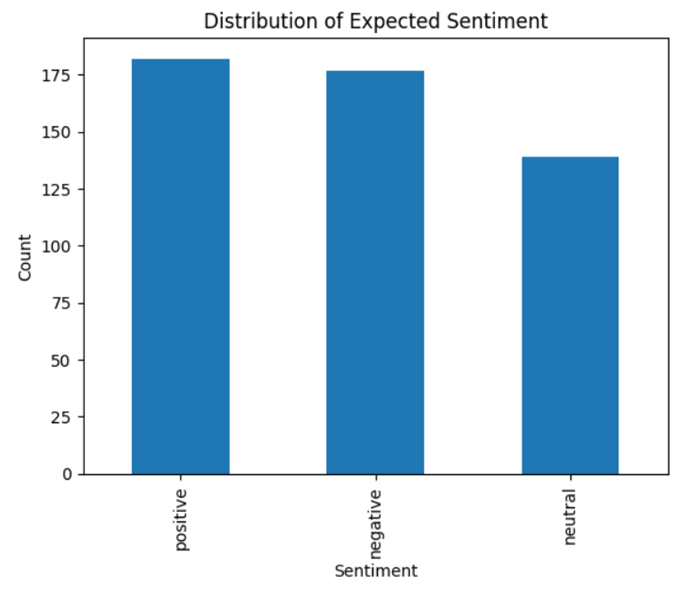 Distribution of Expected Sentiment
Count
175
150
125
100
75
50
25
0
positive
negative
neutral
Sentiment